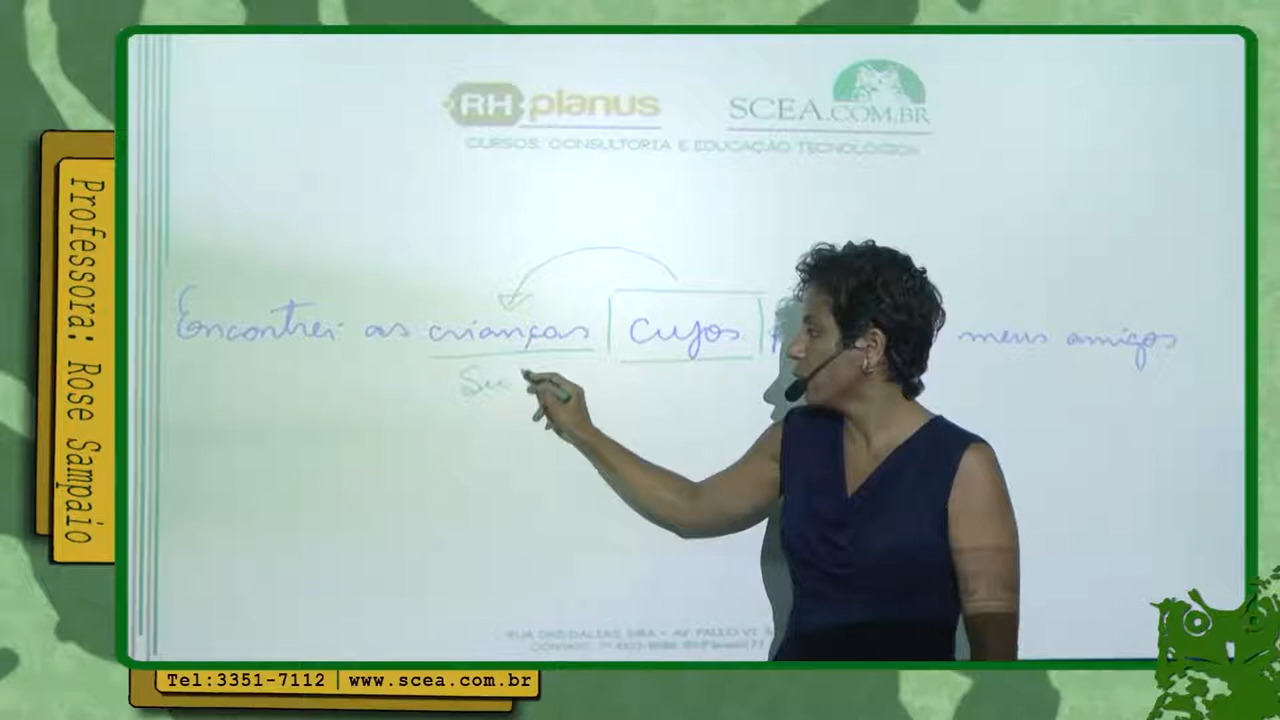 RH planus
SCEA.COM.BR
CURSOS, CONSULTORIA E EDUCAÇÃO TECNOLÓGICA
Encontrei as crianças cujos meus amigos
Su
Professora: Rose Sampaio
Tel:3351-7112 | www.scea.com.br